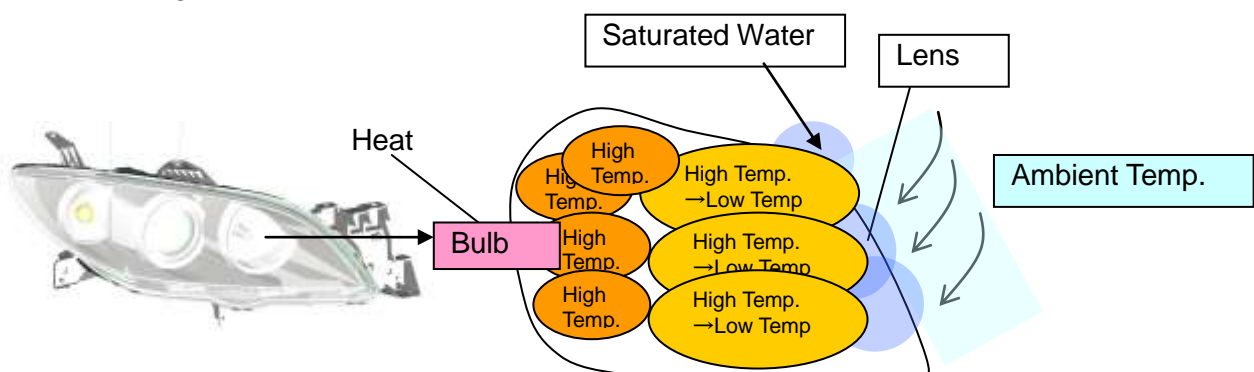 Saturated Water
Lens
Heat
High
Temp.
High
Temp.
High Temp.
→Low Temp
Ambient Temp.
Bulb
High
Temp.
High Temp.
→Low Temp
High
Temp.
High Temp.
→Low Temp